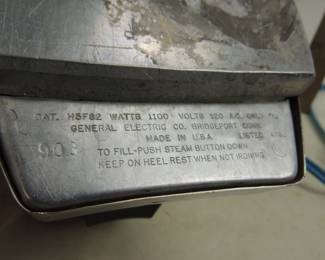 CAT. H5F82 WATTS 1100 VOLTS 120 A.C. ONLY
GENERAL ELECTRIC CO. BRIDGEPORT CONN.
MADE IN U.S.A. LISTED
903 TO FILL-PUSH STEAM BUTTON DOWN
KEEP ON HEEL REST WHEN NOT IRONING